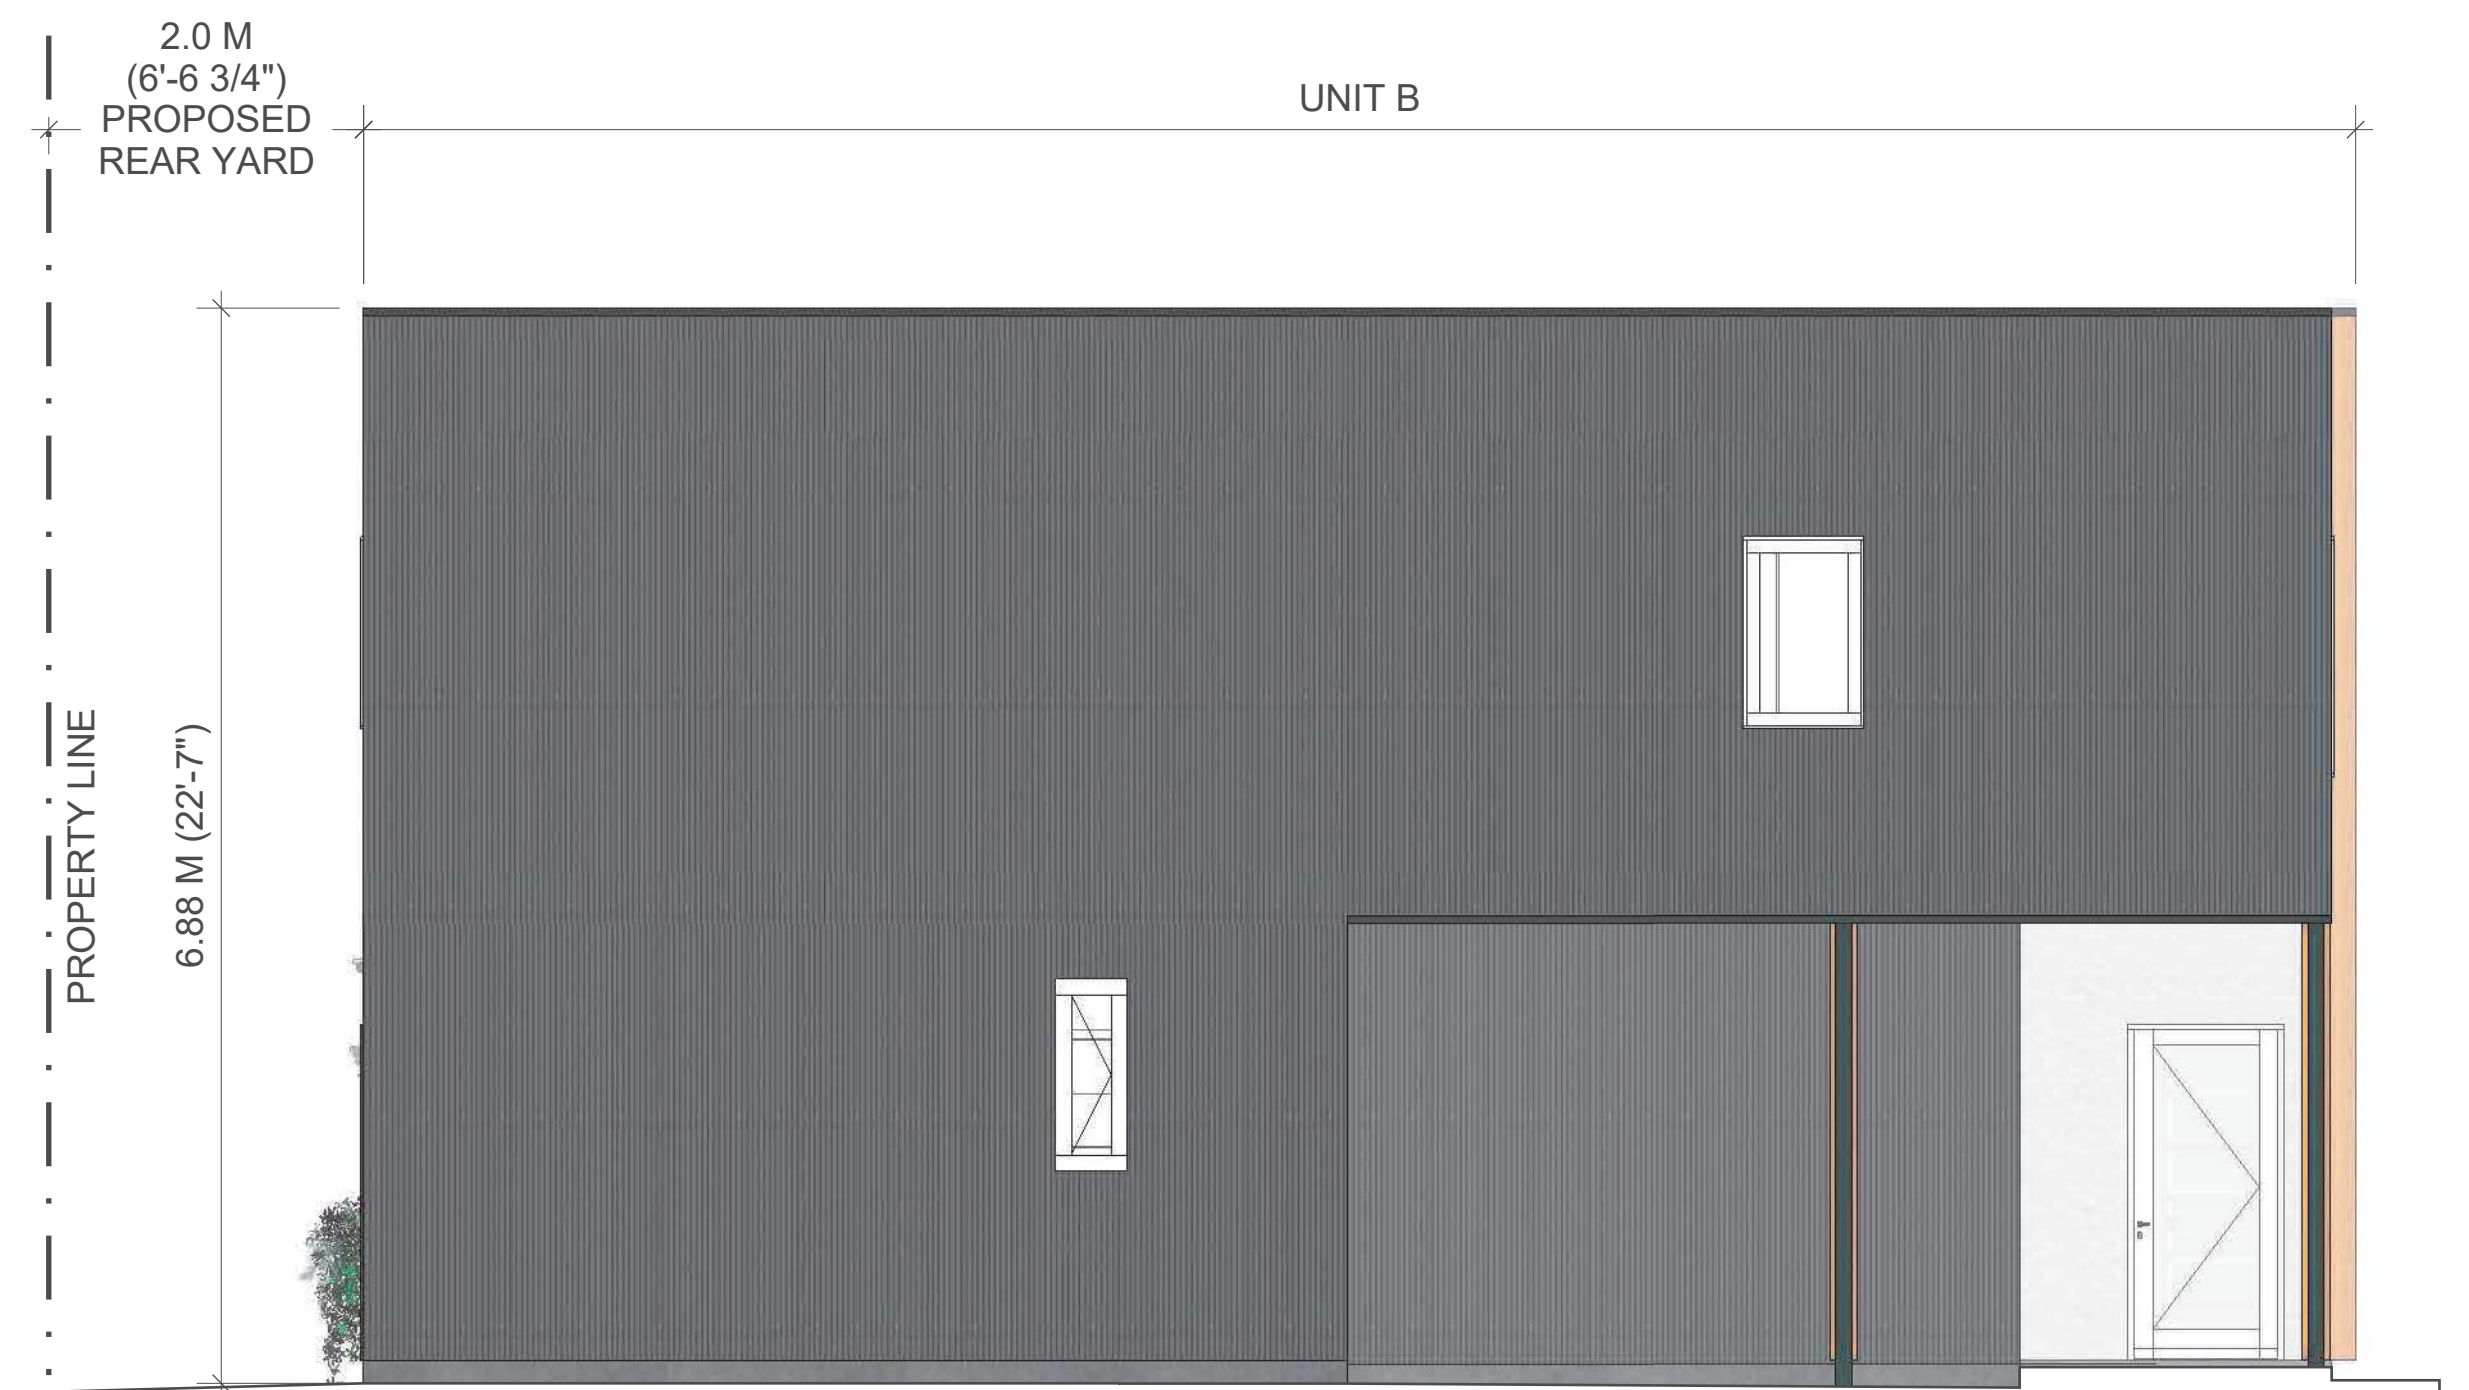 2.0 M
(6'-6 3/4")
PROPOSED
REAR YARD
UNIT B
PROPERTY LINE
6.88 M (22'-7")